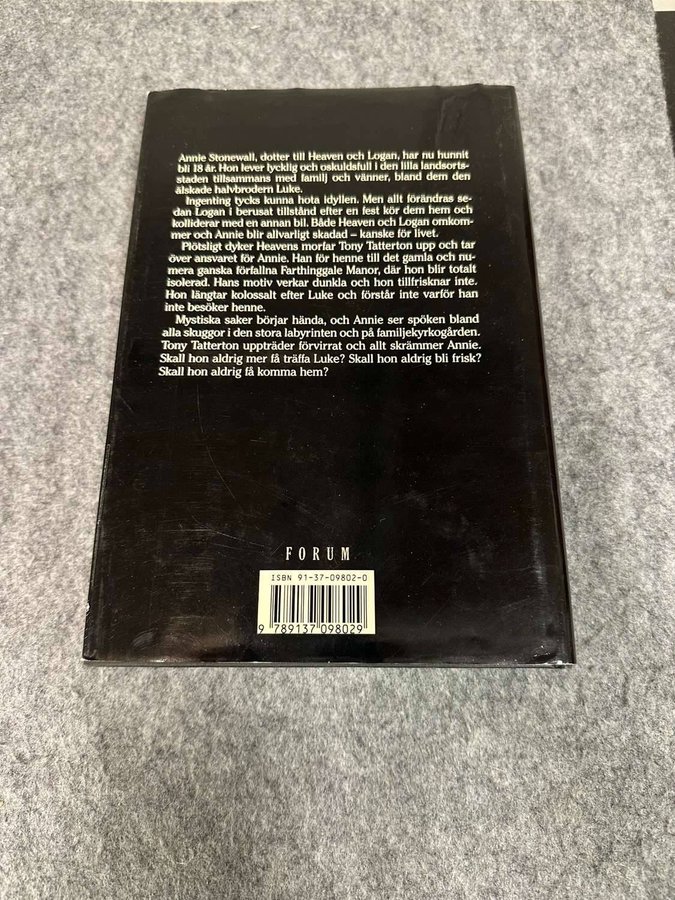 Annie Stonewall, dotter till Heaven och Logan, har nu hunnit
bli 18 år. Hon lever lycklig och oskuldsfull i den lilla landsorts-
staden tillsammans med familj och vänner, bland dem den
älskade halvbrodern Luke.
Ingenting tycks kunna hota idyllen. Men allt förändras se-
dan Logan i berusat tillstånd efter en fest kör dem hem och
kolliderar med en annan bil. Både Heaven och Logan omkom-
mer och Annie blir allvarligt skadad – kanske för livet.
Plötsligt dyker Heavens morfar Tony Tatterton upp och tar
över ansvaret för Annie. Han för henne till det gamla och nu-
mera ganska förfallna Farthinggale Manor, där hon blir totalt
isolerad. Hans motiv verkar dunkla och hon tillfrisknar inte.
Hon längtar kolossalt efter Luke och förstår inte varför han
inte besöker henne.
Mystiska saker börjar hända, och Annie ser spöken bland
alla skuggor i den stora labyrinten och på familjekyrkogården.
Tony Tatterton uppträder förvirrat och allt skrämmer Annie.
Skall hon aldrig mer få träffa Luke? Skall hon aldrig bli frisk?
Skall hon aldrig få komma hem?
FORUM
ISBN 91-37-09802-0
9 789137 098029